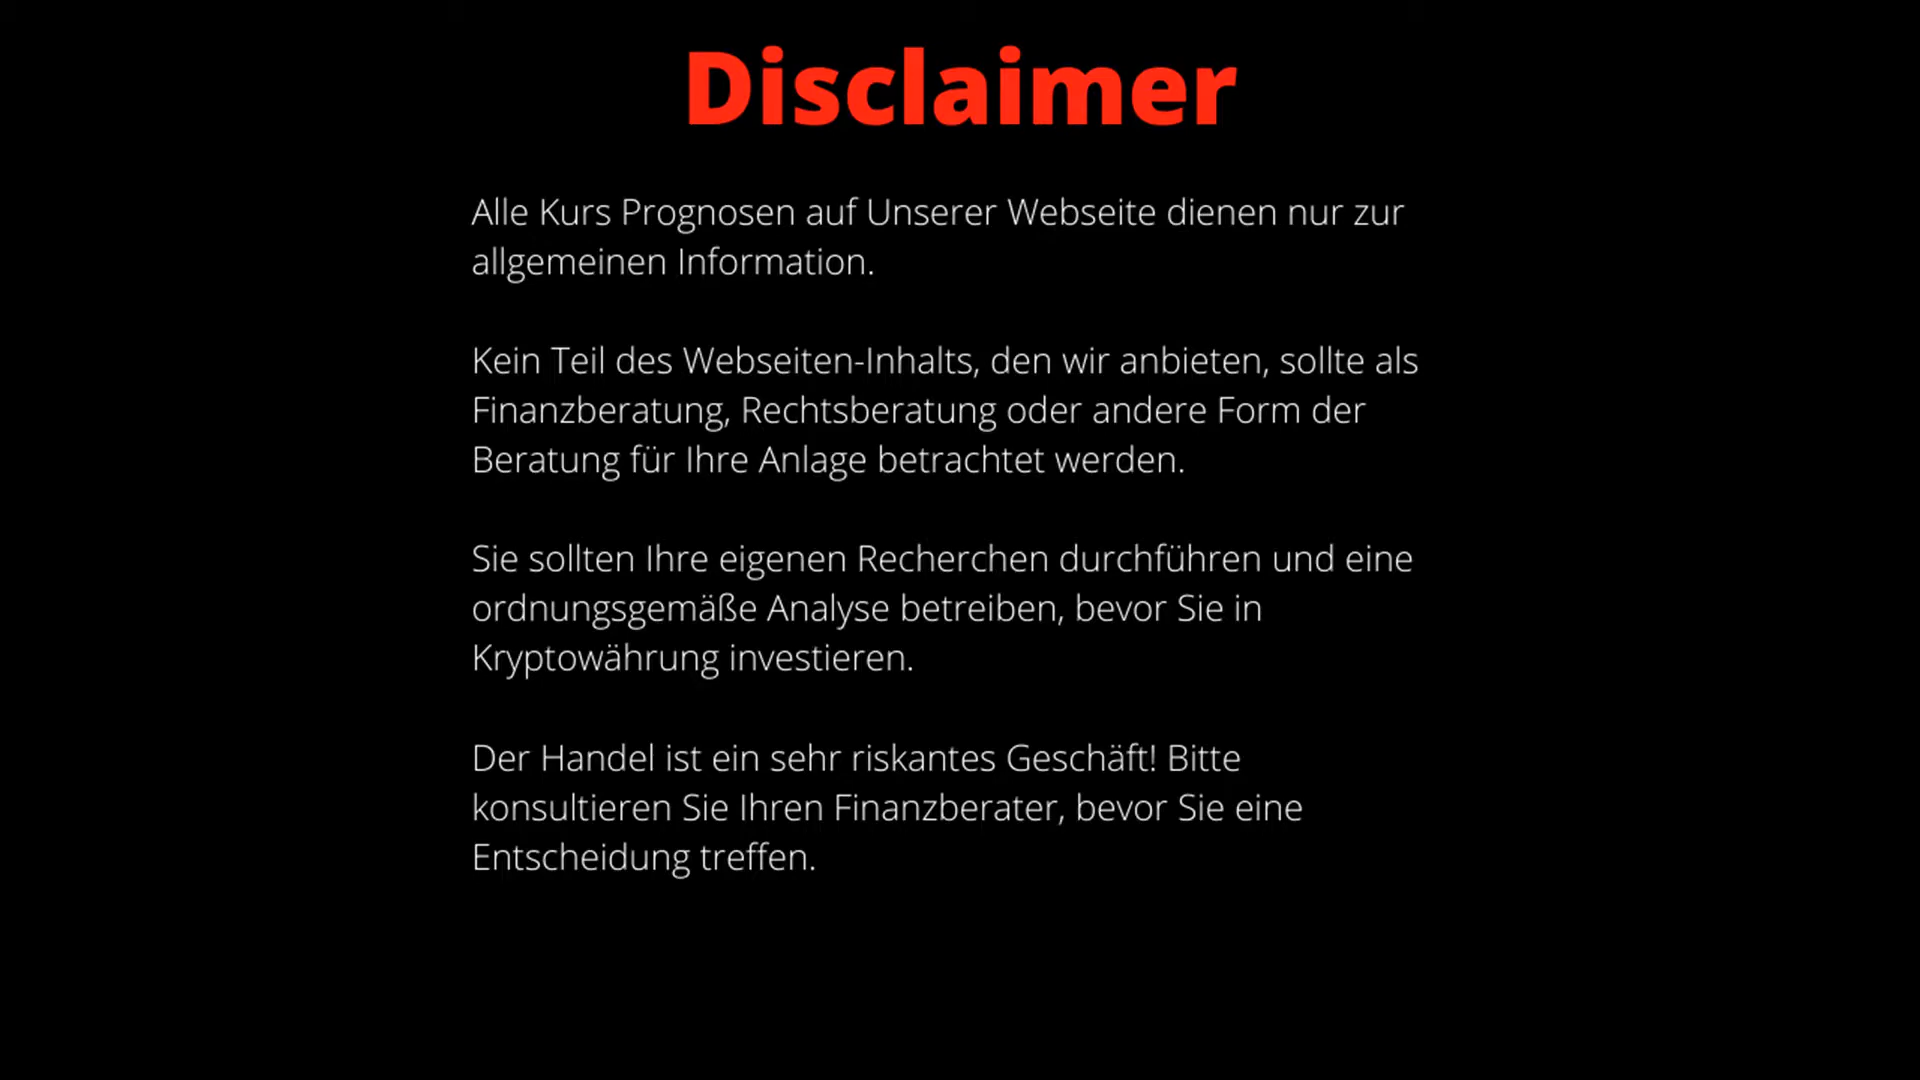 Disclaimer
Alle Kurs Prognosen auf Unserer Webseite dienen nur zur
allgemeinen Information.
Kein Teil des Webseiten-Inhalts, den wir anbieten, sollte als
Finanzberatung, Rechtsberatung oder andere Form der
Beratung für Ihre Anlage betrachtet werden.
Sie sollten Ihre eigenen Recherchen durchführen und eine
ordnungsgemäße Analyse betreiben, bevor Sie in
Kryptowährung investieren.
Der Handel ist ein sehr riskantes Geschäft! Bitte
konsultieren Sie Ihren Finanzberater, bevor Sie eine
Entscheidung treffen.